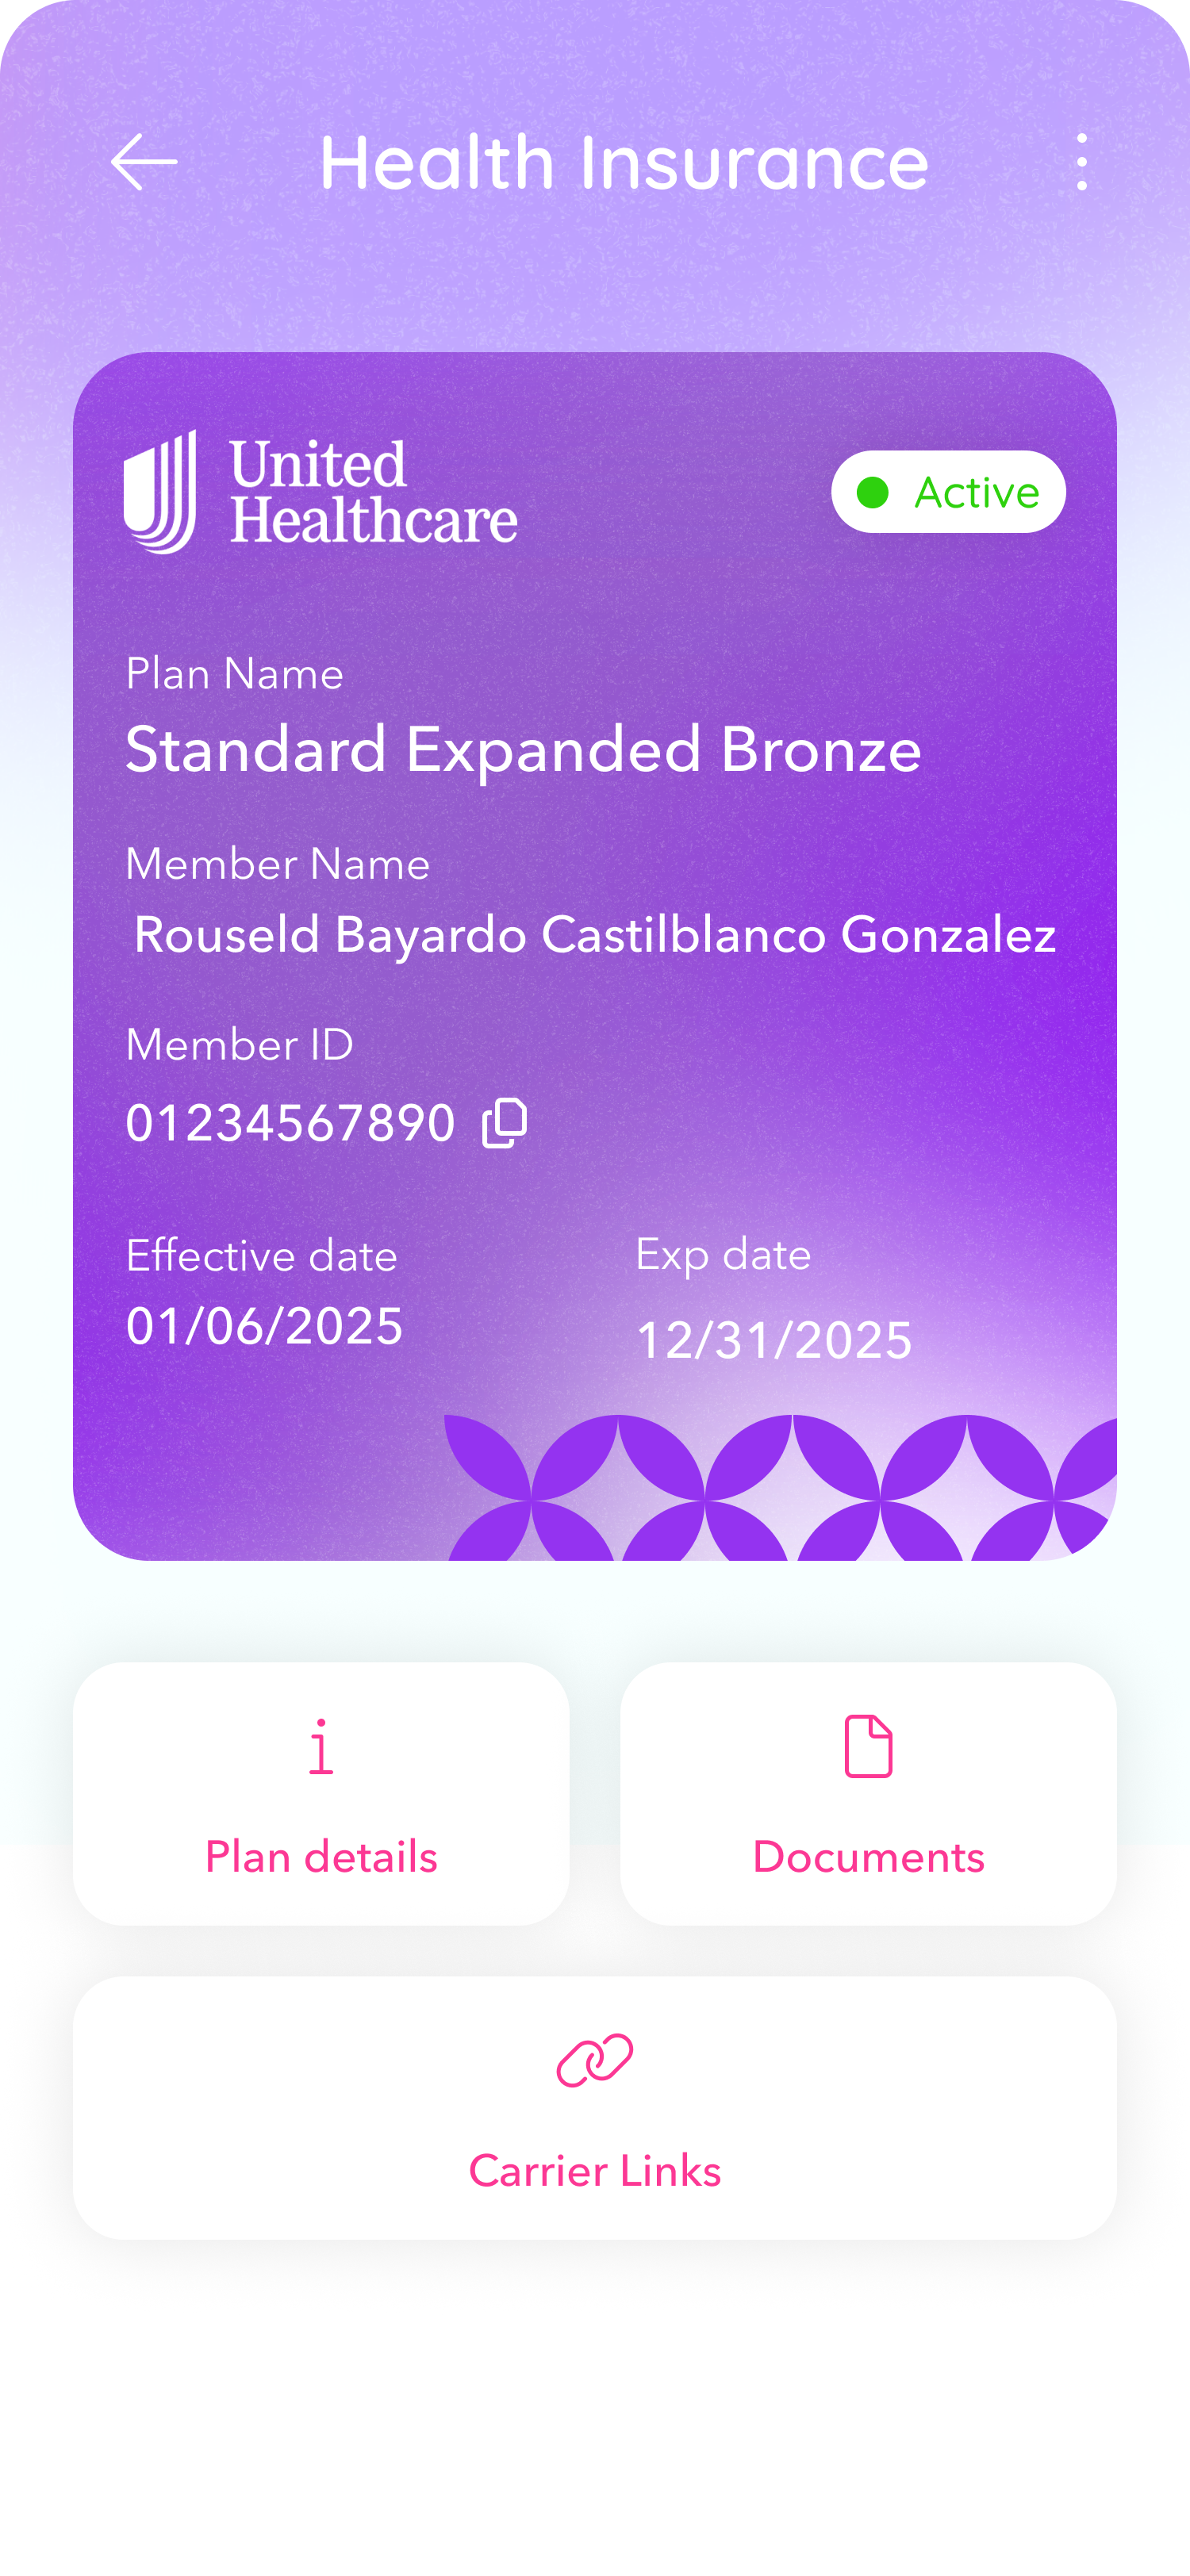 Health Insurance
United
Healthcare
Active
Plan Name
Standard Expanded Bronze
Member Name
Rouseld Bayardo Castilblanco Gonzalez
Member ID
01234567890
Effective date
Exp date
01/06/2025
12/31/2025
Plan details
Documents
Carrier Links